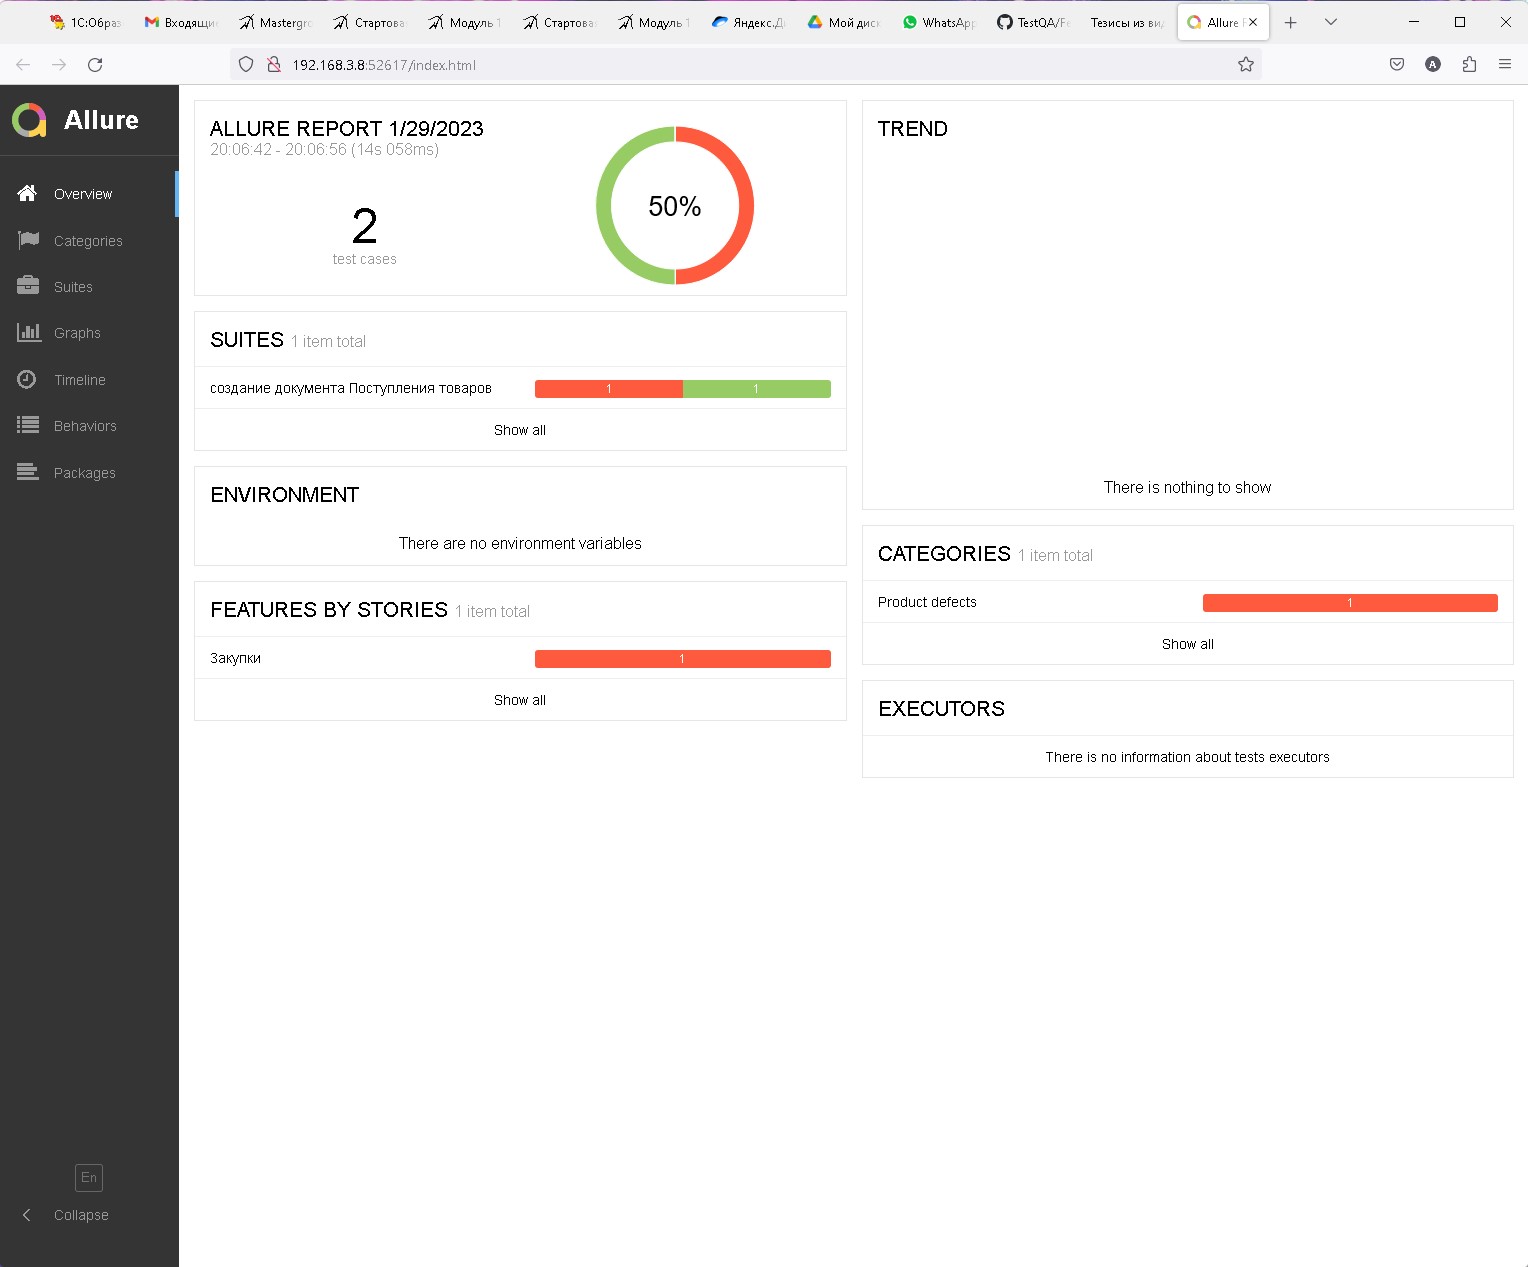 1С:Образ
Входящи
Mastergro
Стартова
Модуль 1
Стартова
Модуль 1
Яндекс.Д
Мой диск
WhatsApp
TestQA/Fe
Тезисы из ви
Allure
192.168.3.8:52617/index.html
A
Allure
Overview
Categories
Suites
Graphs
Timeline
Behaviors
Packages
En
Collapse
ALLURE REPORT 1/29/2023
20:06:42 - 20:06:56 (14s 058ms)
2
test cases
50%
SUITES 1 item total
создание документа Поступления товаров 1 1
Show all
ENVIRONMENT
There are no environment variables
FEATURES BY STORIES 1 item total
Закупки 1
Show all
TREND
There is nothing to show
CATEGORIES 1 item total
Product defects 1
Show all
EXECUTORS
There is no information about tests executors